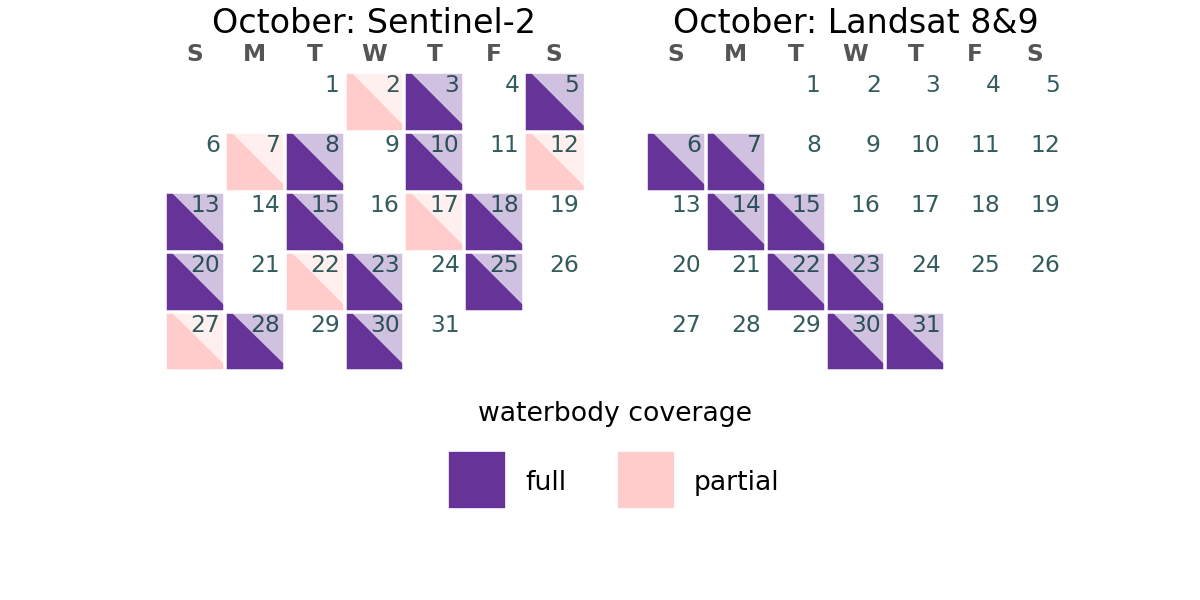 October: Sentinel-2
S M T W T F S
1 2 3 4 5
6 7 8 9 10 11 12
13 14 15 16 17 18 19
20 21 22 23 24 25 26
27 28 29 30 31
October: Landsat 8&9
S M T W T F S
1 2 3 4 5
6 7 8 9 10 11 12
13 14 15 16 17 18 19
20 21 22 23 24 25 26
27 28 29 30 31
waterbody coverage
full partial